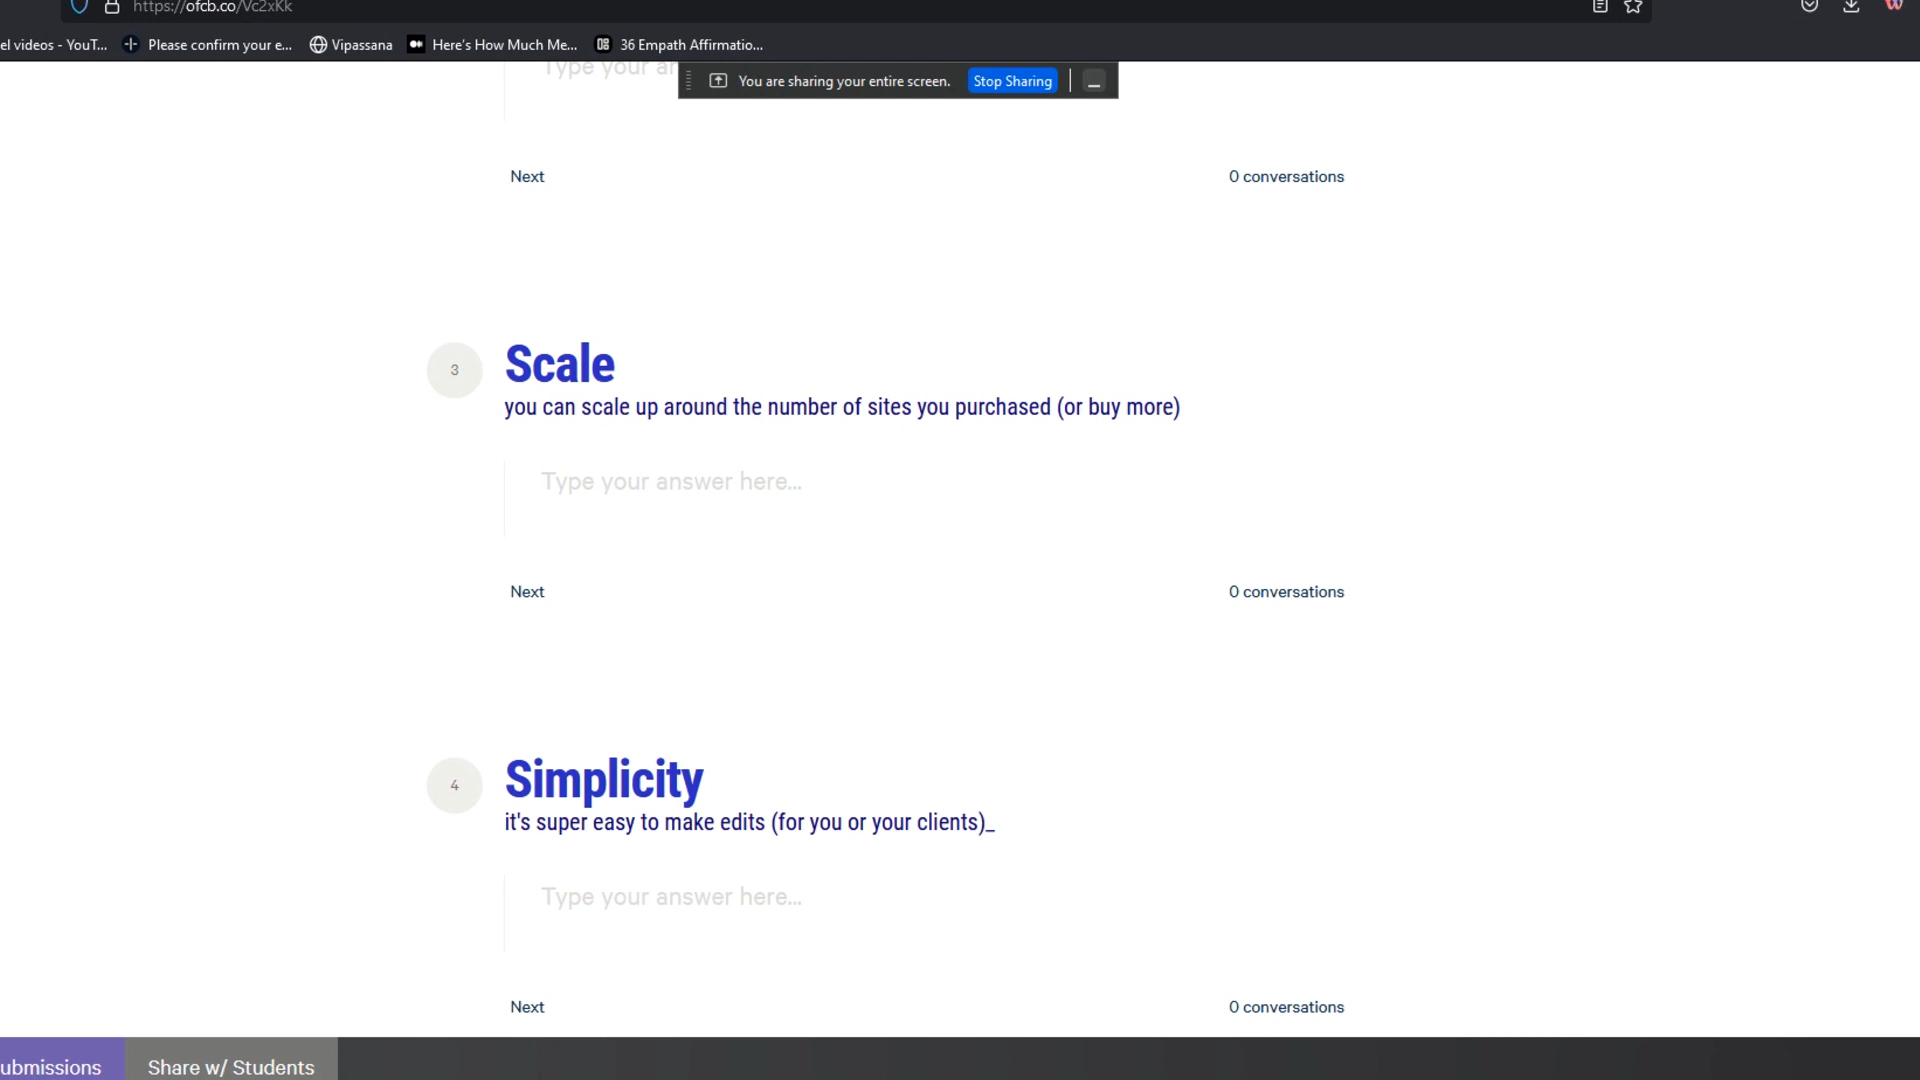 https://ofcb.co/Vc2xKk
el videos - YouT... Please confirm your e... Vipassana Here's How Much Me... 36 Empath Affirmatio...
Type your an
You are sharing your entire screen. Stop Sharing
Next 0 conversations
3 Scale
you can scale up around the number of sites you purchased (or buy more)
Type your answer here...
Next 0 conversations
4 Simplicity
it's super easy to make edits (for you or your clients)_
Type your answer here...
Next 0 conversations
ubmissions Share w/ Students